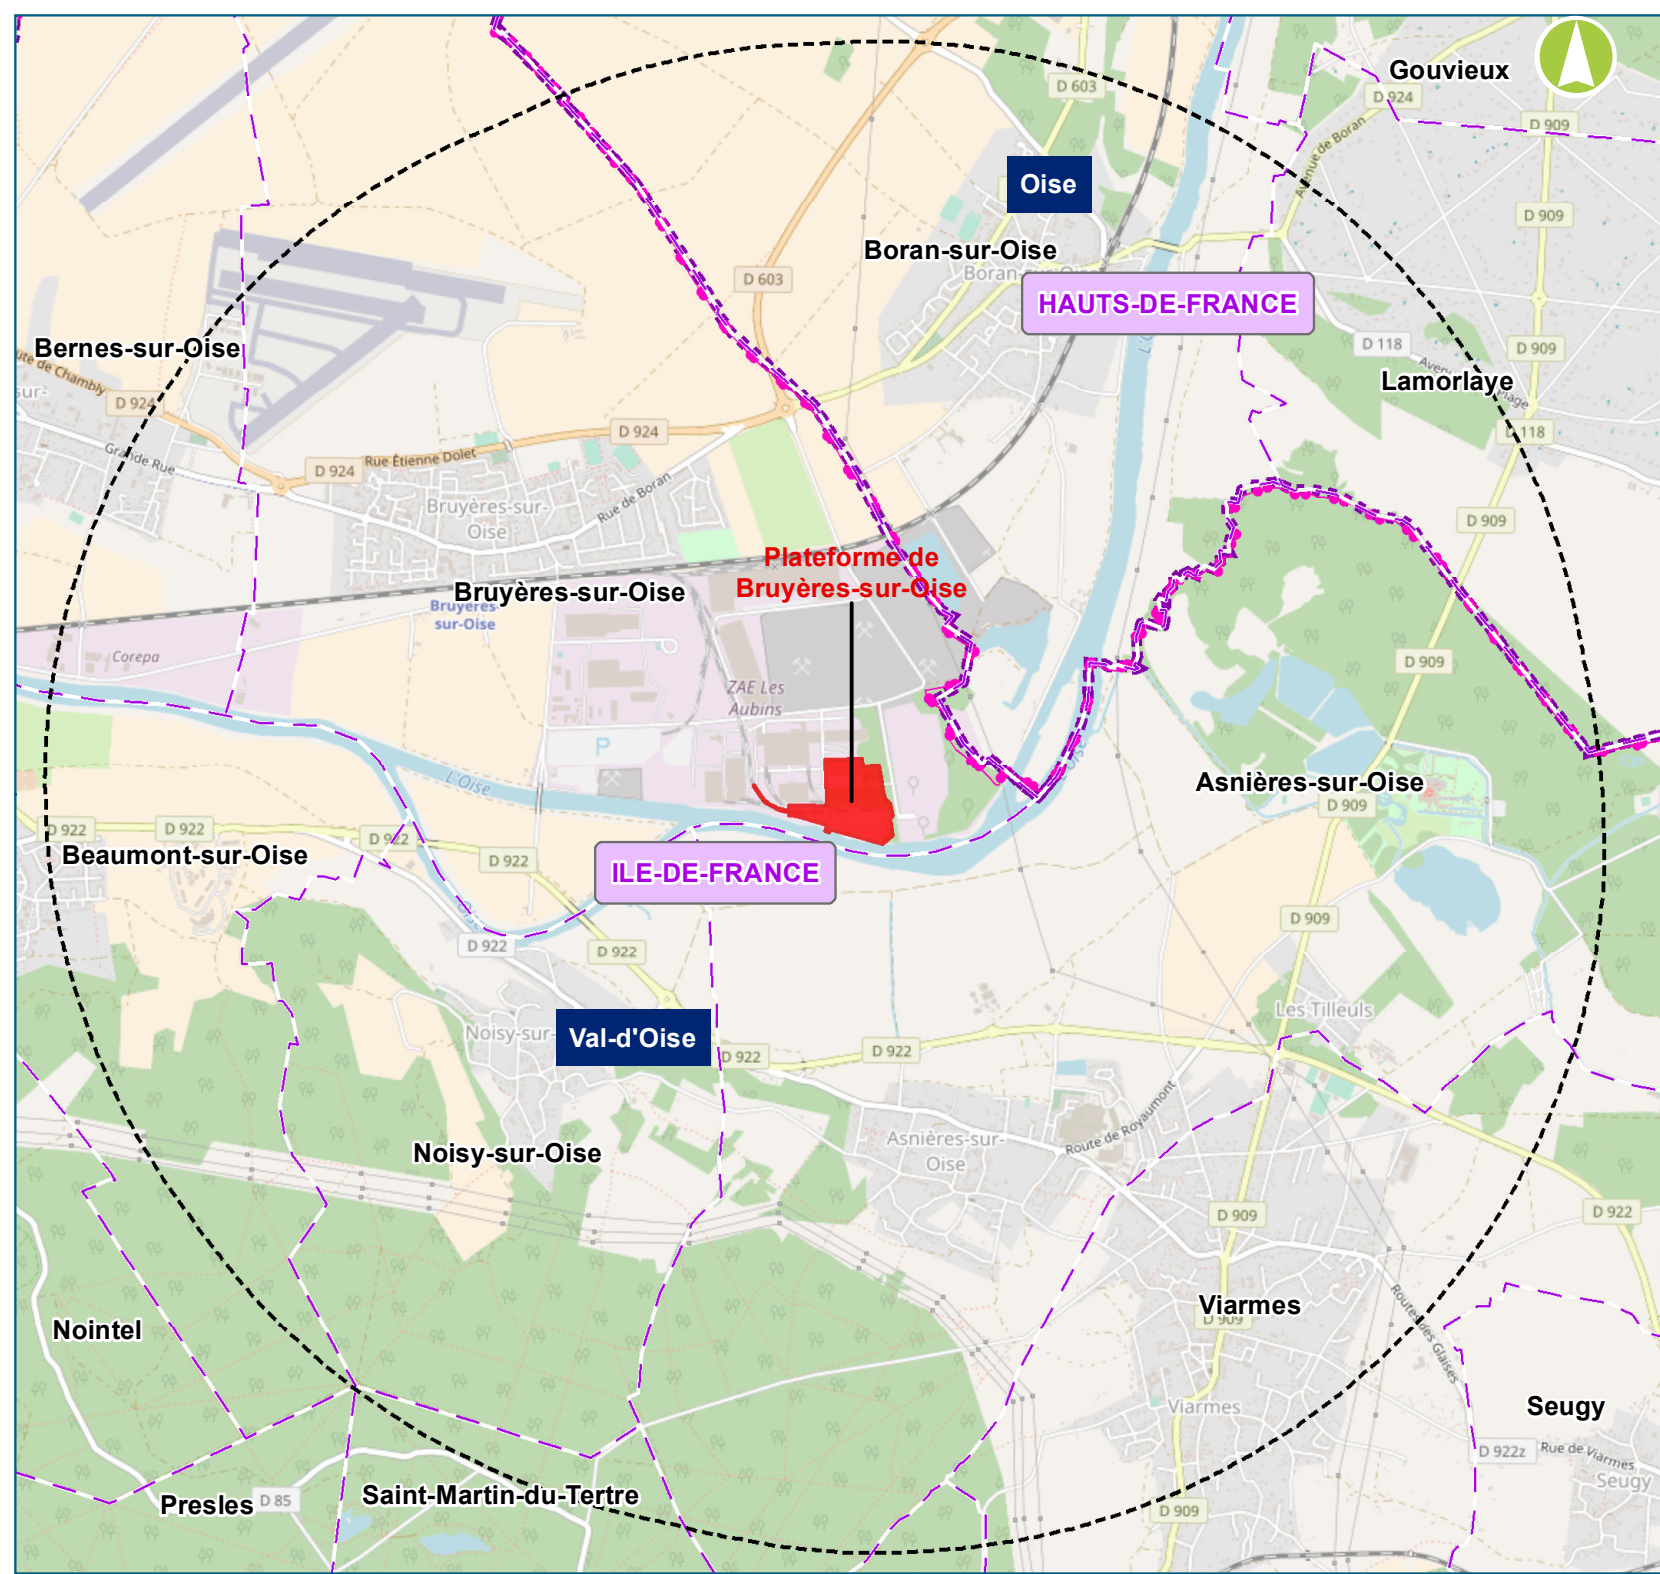 Gouvieux
D 603
D 924
D 909
Avenue de Boran
Oise
D 909
Boran-sur-Oise
D 603
HAUTS-DE-FRANCE
Bernes-sur-Oise
D 118
D 909
Lamorlaye
D 924
D 924
Rue Étienne Dolet
D 118
Grande Rue
D 924
Bruyères-sur-
Oise
Rue de Boran
D 909
Plateforme de
Bruyères-sur-Oise
Bruyères-sur-Oise
Bruyères-
sur-Oise
Corepa
D 909
ZAE Les
Aubins
P
L'Oise
Asnières-sur-Oise
D 909
D 922
D 922
D 922
Beaumont-sur-Oise
D 922
ILE-DE-FRANCE
Oise
D 909
D 922
D 922
Les Tilleuls
Noisy-sur-
Val-d'Oise
D 922
D 922
Route de Royaumont
Asnières-sur-
Oise
Noisy-sur-Oise
D 909
D 922
Viarmes
D 909
Routes des Glaises
Nointel
Viarmes
Seugy
D 922z
Rue de Viarmes
Seugy
Presles
D 85
Saint-Martin-du-Tertre
D 909